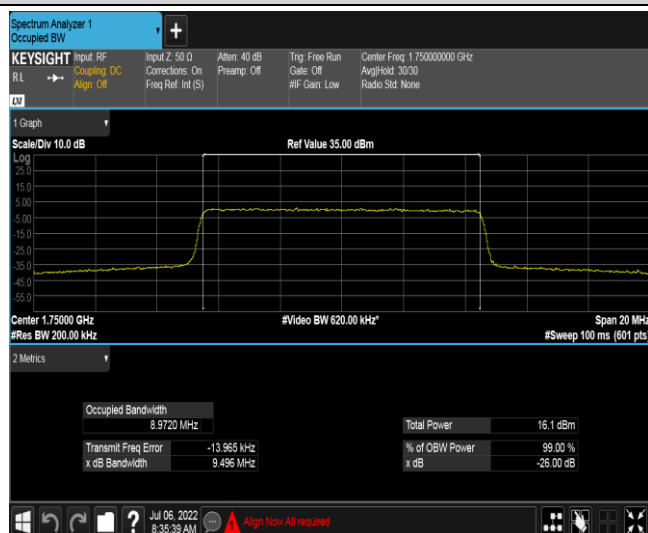 Spectrum Analyzer 1
Occupied BW
KEYSIGHT
RL
LXI
Input: RF
Coupling: DC
Align: Off
Input Z: 50 Ω
Corrections: On
Freq Ref: Int (S)
Atten: 40 dB
Preamp: Off
Trig: Free Run
Gate: Off
#IF Gain: Low
Center Freq: 1.750000000 GHz
Avg|Hold: 30/30
Radio Std: None
1 Graph
Scale/Div 10.0 dB
Ref Value 35.00 dBm
Log
25.0
15.0
5.00
-5.00
-15.0
-25.0
-35.0
-45.0
-55.0
Center 1.75000 GHz
#Video BW 620.00 kHz*
Span 20 MHz
#Res BW 200.00 kHz
#Sweep 100 ms (601 pts)
2 Metrics
Occupied Bandwidth
8.9720 MHz
Total Power 16.1 dBm
Transmit Freq Error -13.965 kHz
% of OBW Power 99.00 %
x dB Bandwidth 9.496 MHz
x dB -26.00 dB
?
Jul 06, 2022
8:35:39 AM
Align Now All required